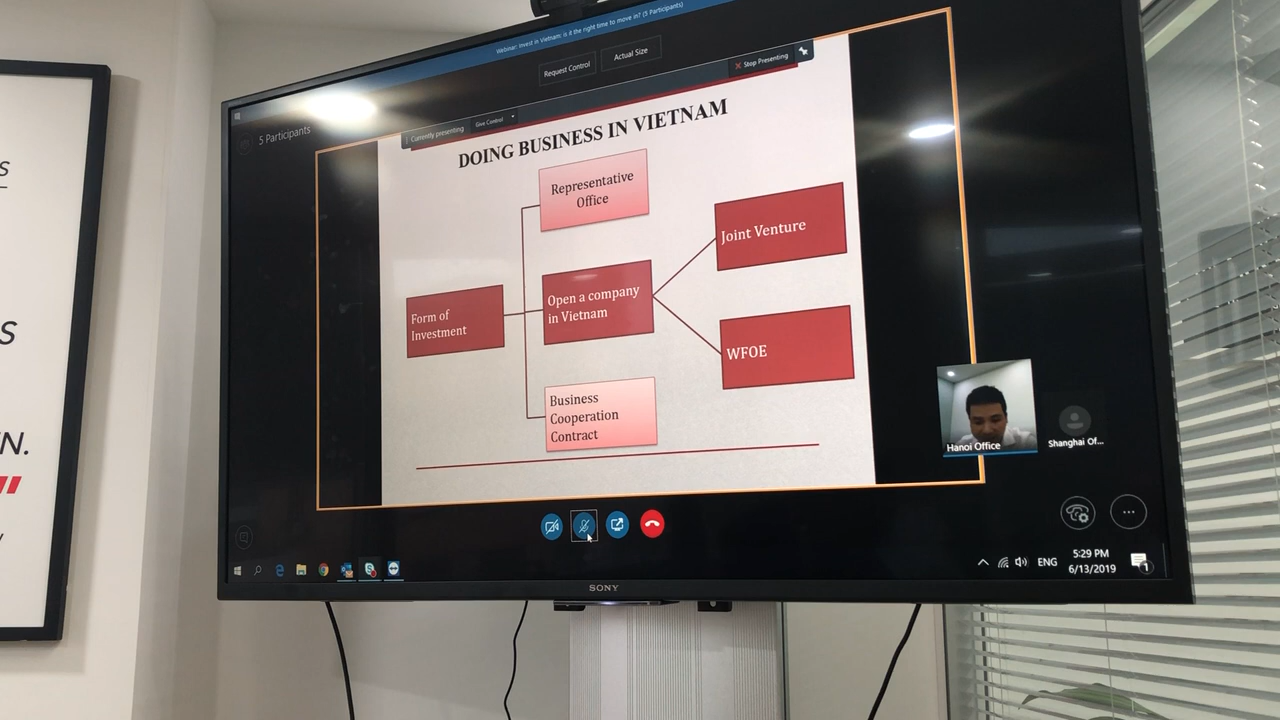 Webinar: Invest in Vietnam: is it the right time to move in? (5 Participants)
Request Control
Actual Size
Stop Presenting
5 Participants
Currently presenting
Give Control
DOING BUSINESS IN VIETNAM
Representative
Office
Joint Venture
Open a company
in Vietnam
Form of
Investment
WFOE
Business
Cooperation
Contract
Hanoi Office
Shanghai Of...
ENG
5:29 PM
6/13/2019
1
SONY
S
S
N.